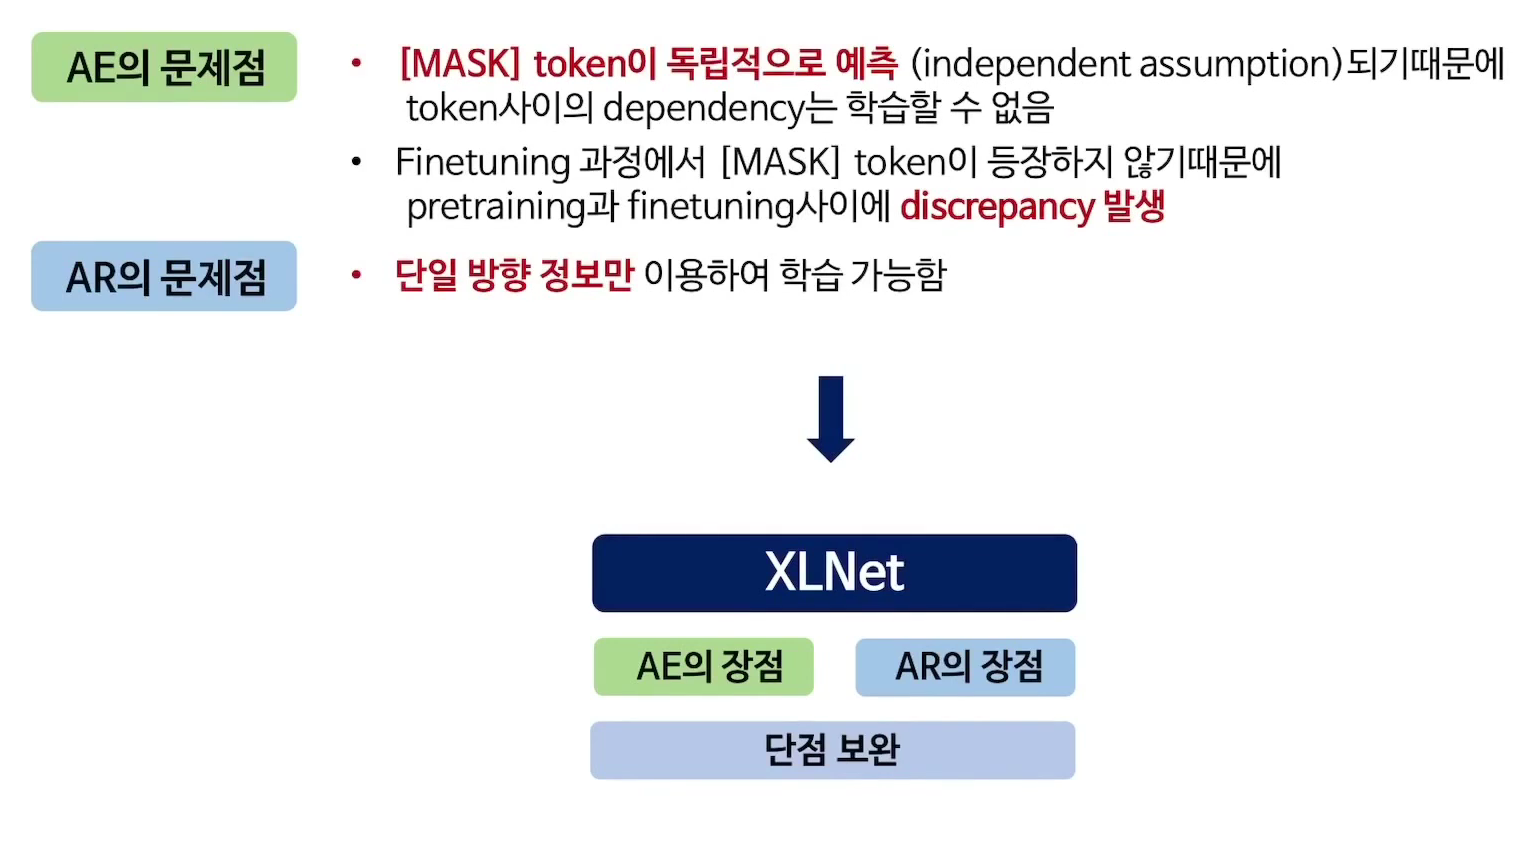 AE의 문제점
• [MASK] token이 독립적으로 예측 (independent assumption)되기때문에
token사이의 dependency는 학습할 수 없음
• Finetuning 과정에서 [MASK] token이 등장하지 않기때문에
pretraining과 finetuning사이에 discrepancy 발생
AR의 문제점
• 단일 방향 정보만 이용하여 학습 가능함
XLNet
AE의 장점
AR의 장점
단점 보완